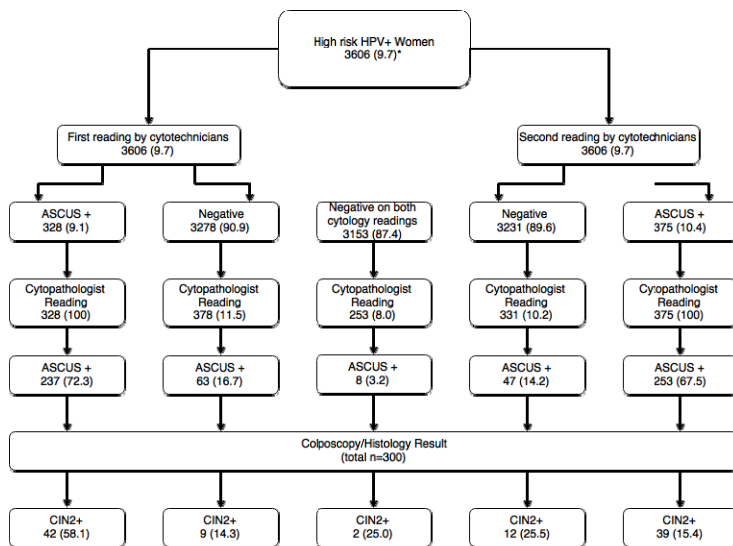 High risk HPV+ Women
3606 (9.7)*
First reading by cytotechnicians
3606 (9.7)
Second reading by cytotechnicians
3606 (9.7)
ASCUS +
328 (9.1)
Negative
3278 (90.9)
Negative on both
cytology readings
3153 (87.4)
Negative
3231 (89.6)
ASCUS +
375 (10.4)
Cytopathologist
Reading
328 (100)
Cytopathologist
Reading
378 (11.5)
Cytopathologist
Reading
253 (8.0)
Cytopathologist
Reading
331 (10.2)
Cytopathologist
Reading
375 (100)
ASCUS +
237 (72.3)
ASCUS +
63 (16.7)
ASCUS +
8 (3.2)
ASCUS +
47 (14.2)
ASCUS +
253 (67.5)
Colposcopy/Histology Result
(total n=300)
CIN2+
42 (58.1)
CIN2+
9 (14.3)
CIN2+
2 (25.0)
CIN2+
12 (25.5)
CIN2+
39 (15.4)